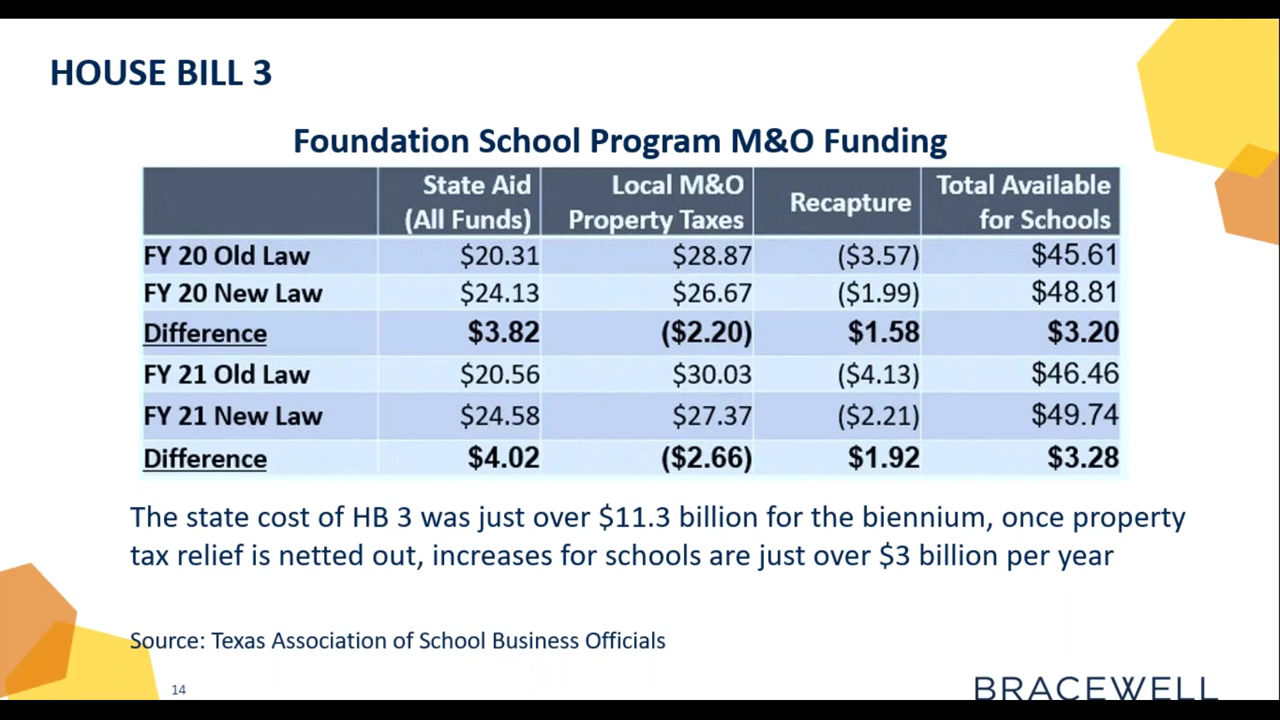 HOUSE BILL 3
Foundation School Program M&O Funding
State Aid (All Funds) Local M&O Property Taxes Recapture Total Available for Schools
FY 20 Old Law $20.31 $28.87 ($3.57) $45.61
FY 20 New Law $24.13 $26.67 ($1.99) $48.81
Difference $3.82 ($2.20) $1.58 $3.20
FY 21 Old Law $20.56 $30.03 ($4.13) $46.46
FY 21 New Law $24.58 $27.37 ($2.21) $49.74
Difference $4.02 ($2.66) $1.92 $3.28
The state cost of HB 3 was just over $11.3 billion for the biennium, once property
tax relief is netted out, increases for schools are just over $3 billion per year
Source: Texas Association of School Business Officials
14
BRACEWELL